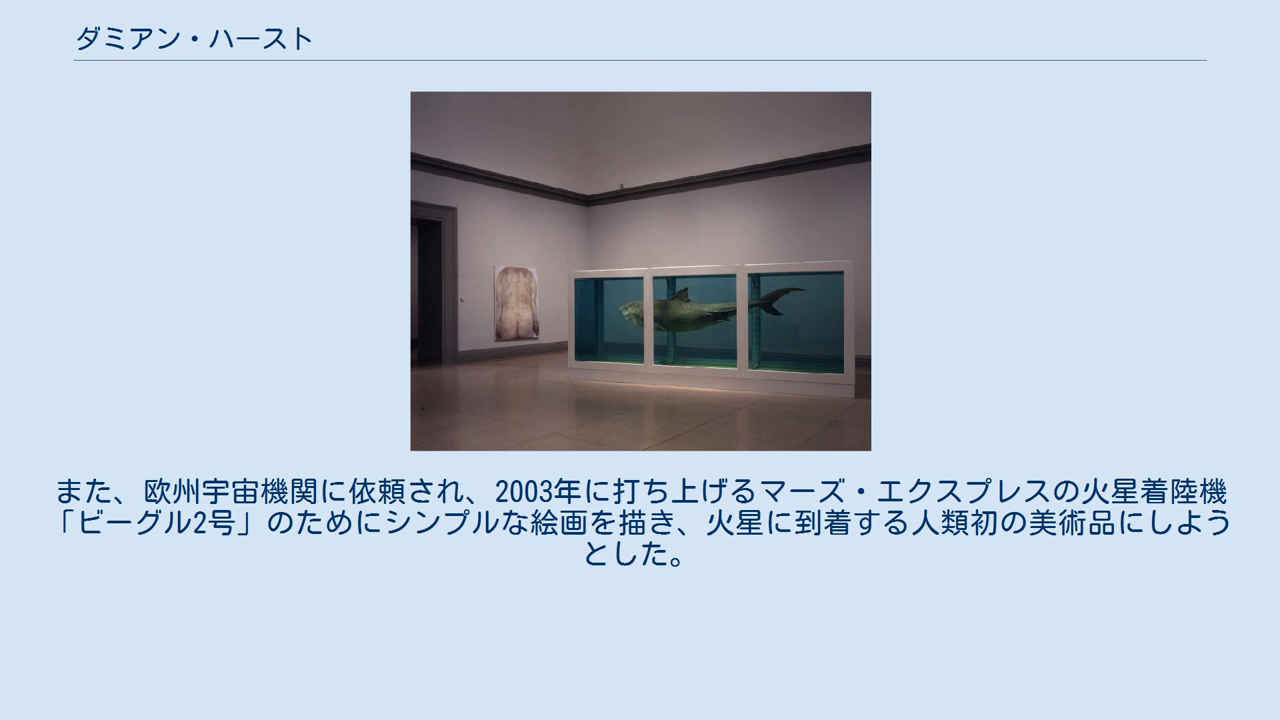 ダミアン・ハースト
また、欧州宇宙機関に依頼され、2003年に打ち上げるマーズ・エクスプレスの火星着陸機
「ビーグル2号」のためにシンプルな絵画を描き、火星に到着する人類初の美術品にしよう
とした。